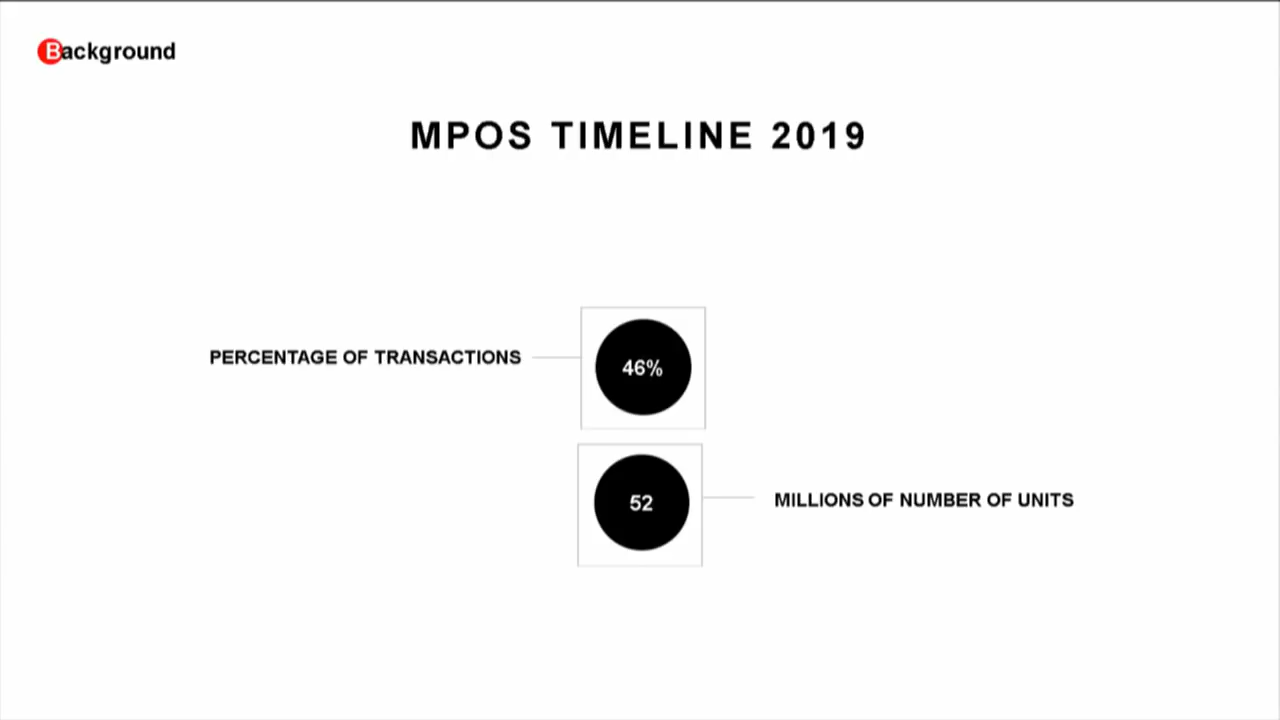 Background
MPOS TIMELINE 2019
PERCENTAGE OF TRANSACTIONS
46%
52
MILLIONS OF NUMBER OF UNITS